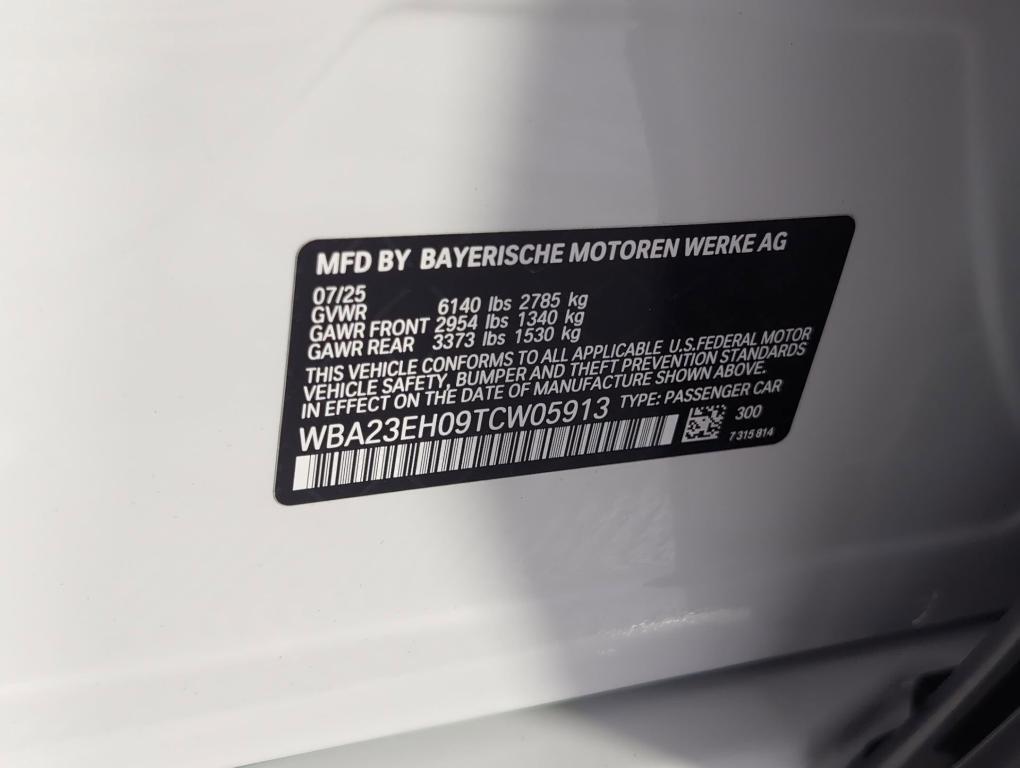 MFD BY BAYERISCHE MOTOREN WERKE AG
07/25
GVWR 6140 lbs 2785 kg
GAWR FRONT 2954 lbs 1340 kg
GAWR REAR 3373 lbs 1530 kg
THIS VEHICLE CONFORMS TO ALL APPLICABLE U.S.FEDERAL MOTOR
VEHICLE SAFETY, BUMPER AND THEFT PREVENTION STANDARDS
IN EFFECT ON THE DATE OF MANUFACTURE SHOWN ABOVE.
WBA23EH09TCW05913 TYPE: PASSENGER CAR
300
7 315 814